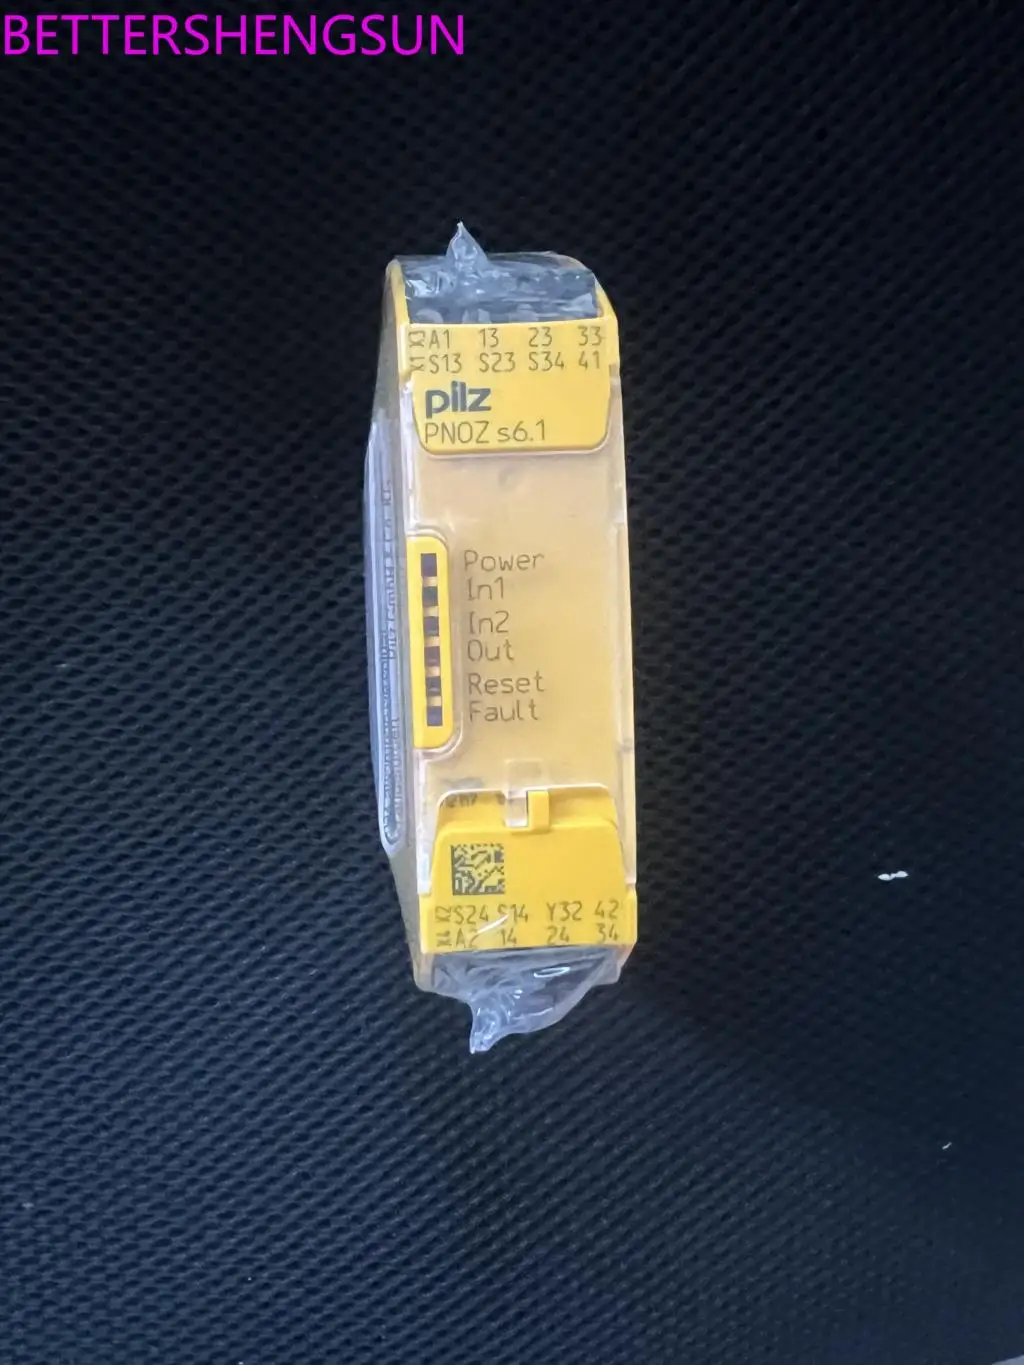 BETTERSHENGSUN
A1 13 23 33
S13 S23 S34 41
pilz
PNOZ s6.1
Power
In1
In2
Out
Reset
Fault
S24 S14 Y32 42
A2 14 24 34